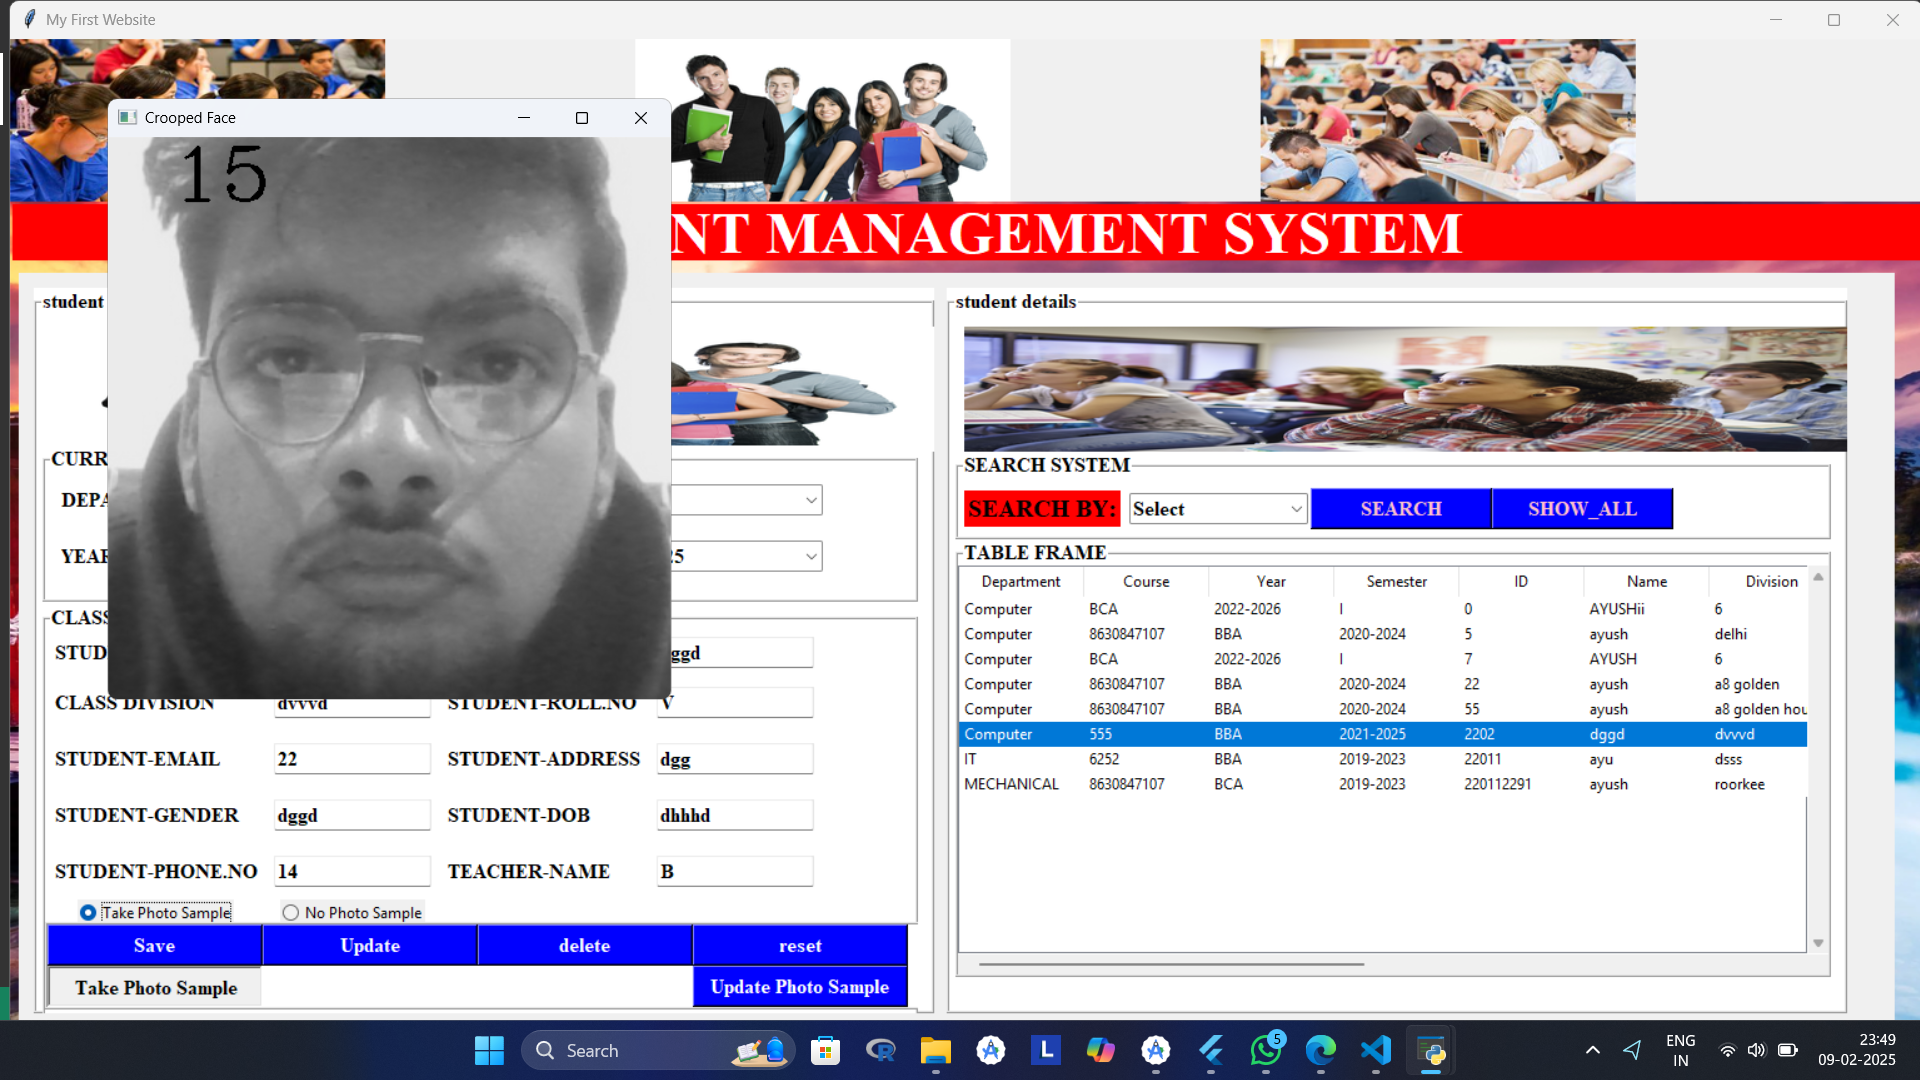 My First Website
Crooped Face
15
NT MANAGEMENT SYSTEM
student
CURR
DEPA
YEAR
:5
CLASS
STUD
ggd
CLASS DIVISION dvvvd STUDENT-ROLL.NO V
STUDENT-EMAIL 22 STUDENT-ADDRESS dgg
STUDENT-GENDER dggd STUDENT-DOB dhhhd
STUDENT-PHONE.NO 14 TEACHER-NAME B
Take Photo Sample No Photo Sample
Save Update delete reset
Take Photo Sample Update Photo Sample
student details
SEARCH SYSTEM
SEARCH BY: Select SEARCH SHOW_ALL
TABLE FRAME
Department Course Year Semester ID Name Division
Computer BCA 2022-2026 I 0 AYUSHii 6
Computer 8630847107 BBA 2020-2024 5 ayush delhi
Computer BCA 2022-2026 I 7 AYUSH 6
Computer 8630847107 BBA 2020-2024 22 ayush a8 golden
Computer 8630847107 BBA 2020-2024 55 ayush a8 golden hou
Computer 555 BBA 2021-2025 2202 dggd dvvvd
IT 6252 BBA 2019-2023 22011 ayu dsss
MECHANICAL 8630847107 BCA 2019-2023 220112291 ayush roorkee
Search
L
5
ENG
IN
23:49
09-02-2025